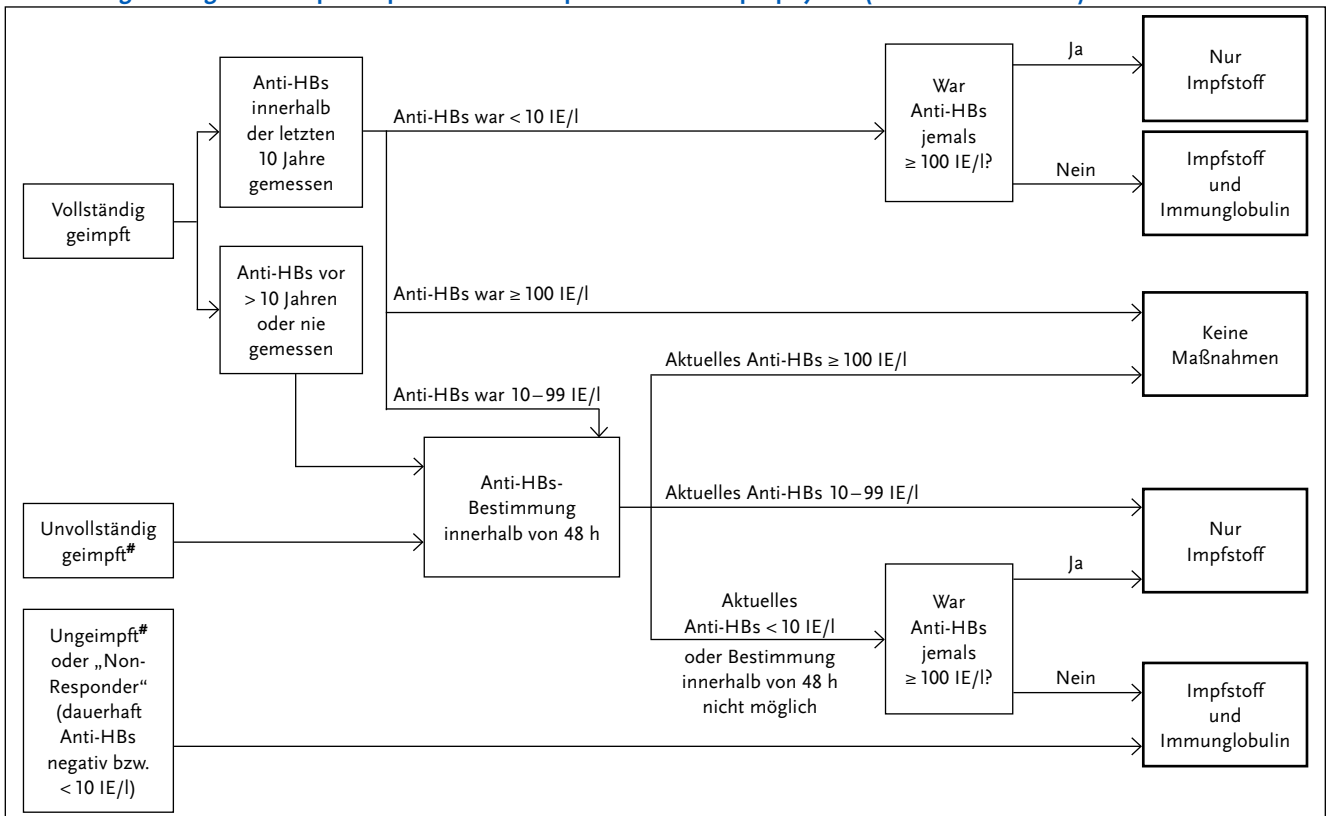 Anti-HBs
innerhalb
der letzten
10 Jahre
gemessen
Anti-HBs war < 10 IE/l
War
Anti-HBs
jemals
≥ 100 IE/l?
Ja
Nur
Impfstoff
Nein
Impfstoff
und
Immunglobulin
Vollständig
geimpft
Anti-HBs vor
> 10 Jahren
oder nie
gemessen
Anti-HBs war ≥ 100 IE/l
Keine
Maßnahmen
Aktuelles Anti-HBs ≥ 100 IE/l
Anti-HBs war 10–99 IE/l
Anti-HBs-
Bestimmung
innerhalb von 48 h
Aktuelles Anti-HBs 10–99 IE/l
Nur
Impfstoff
Unvollständig
geimpft#
Aktuelles
Anti-HBs < 10 IE/l
oder Bestimmung
innerhalb von 48 h
nicht möglich
War
Anti-HBs
jemals
≥ 100 IE/l?
Ja
Nein
Impfstoff
und
Immunglobulin
Ungeimpft#
oder „Non-
Responder“
(dauerhaft
Anti-HBs
negativ bzw.
< 10 IE/l)